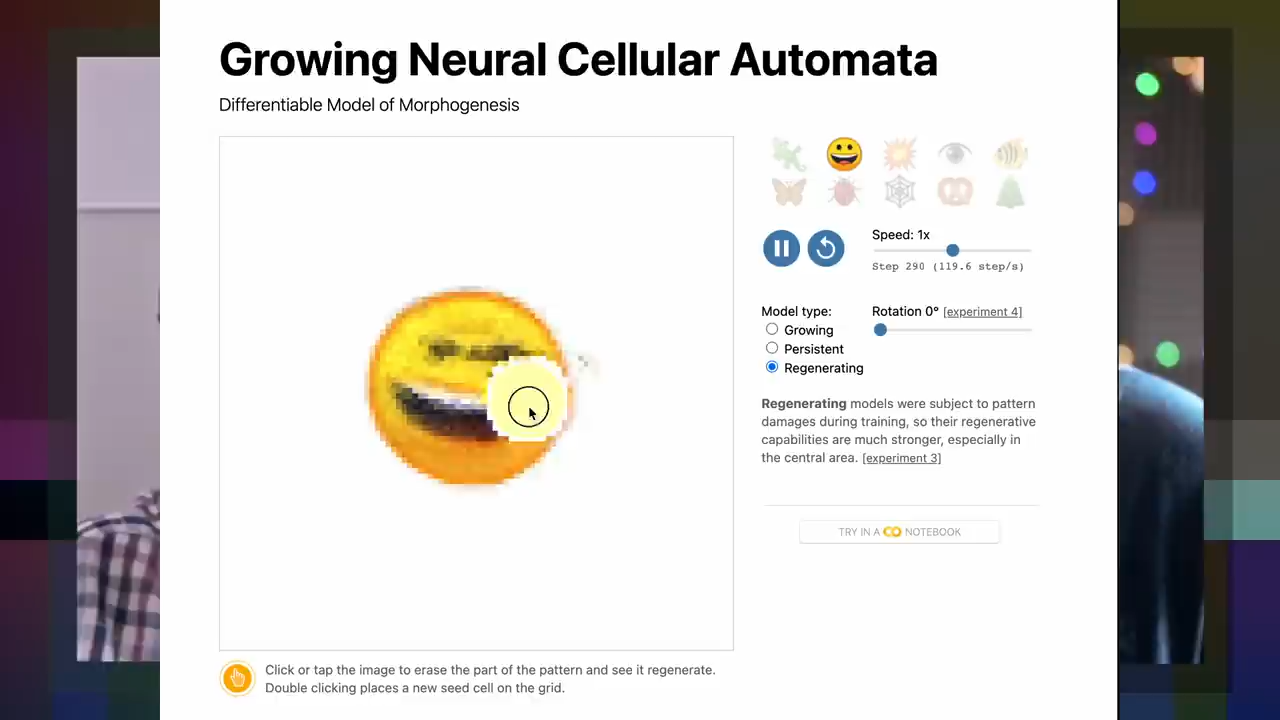 Growing Neural Cellular Automata
Differentiable Model of Morphogenesis
Speed: 1x
Step 290 (119.6 step/s)
Model type:
Growing
Persistent
Regenerating
Rotation 0° [experiment 4]
Regenerating models were subject to pattern
damages during training, so their regenerative
capabilities are much stronger, especially in
the central area. [experiment 3]
TRY IN A CO NOTEBOOK
Click or tap the image to erase the part of the pattern and see it regenerate.
Double clicking places a new seed cell on the grid.